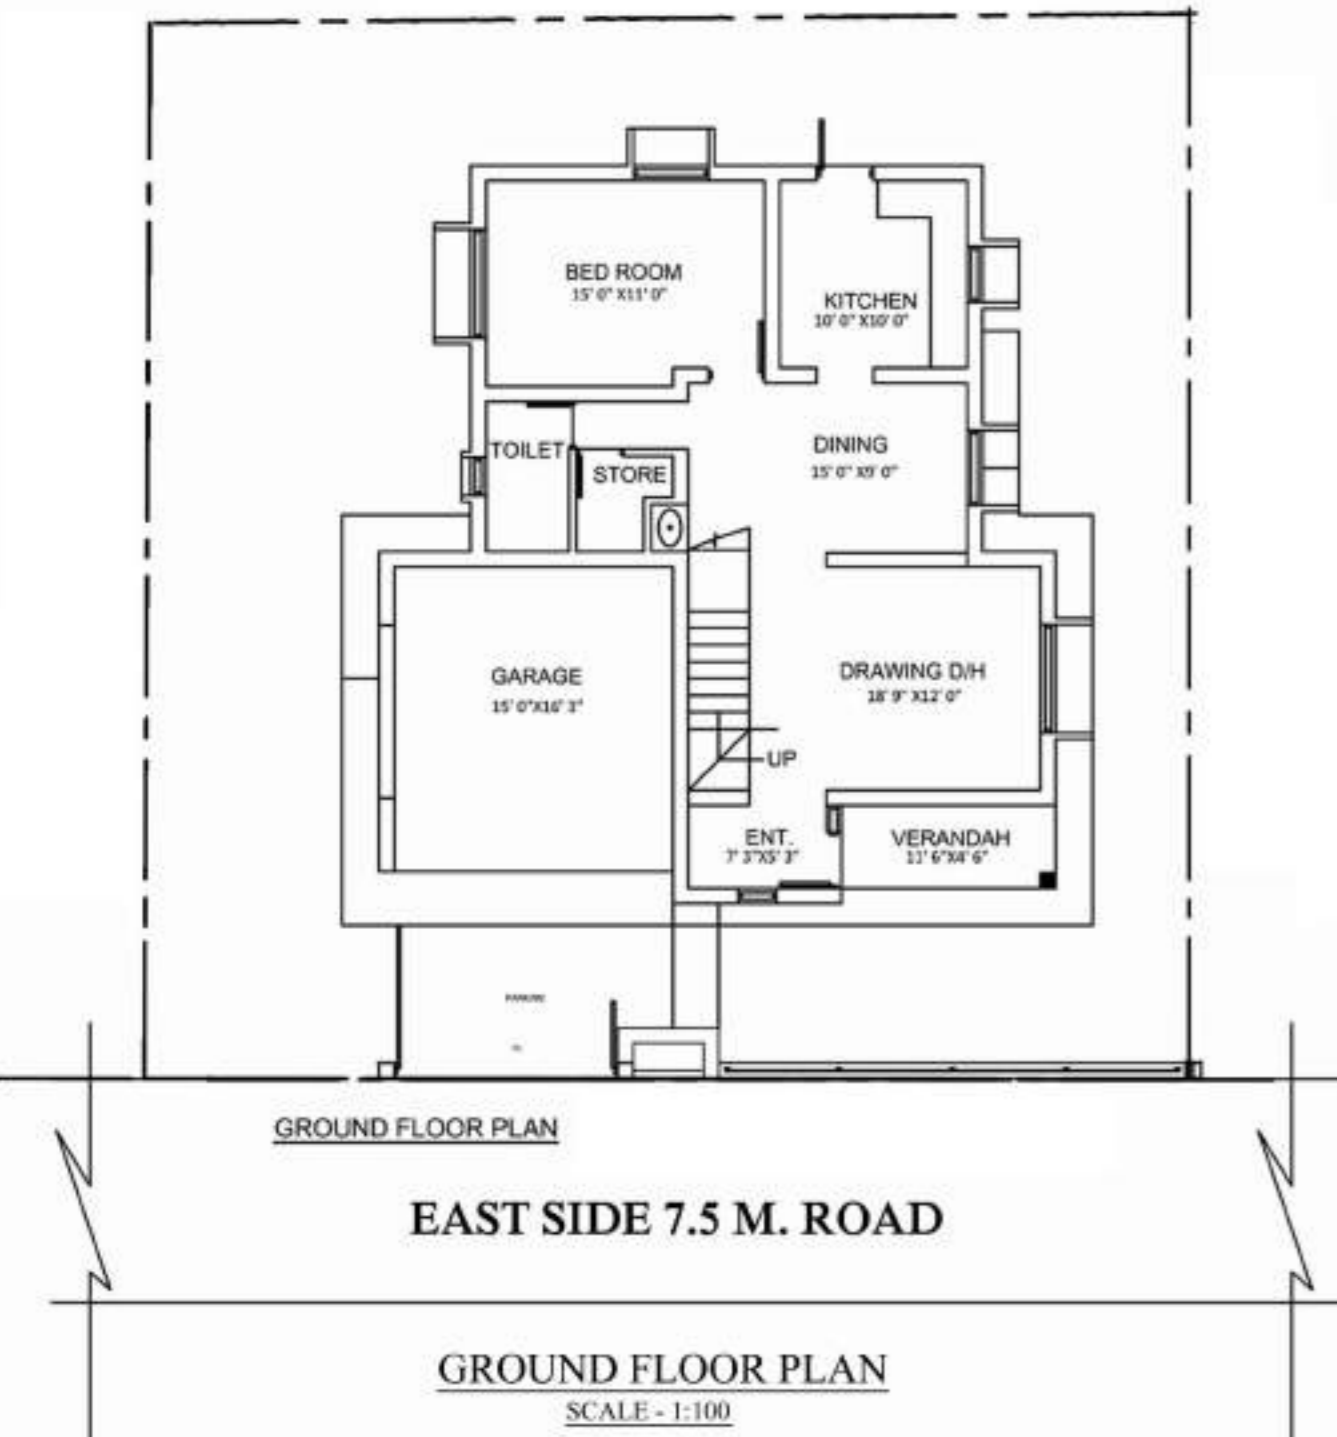 BED ROOM
15' 0" X11' 0"
KITCHEN
10' 0" X10' 0"
TOILET
STORE
DINING
15' 0" X9' 0"
GARAGE
15' 0"X16' 3"
DRAWING D/H
18' 9" X12' 0"
UP
ENT.
7' 3"X5' 3"
VERANDAH
11' 6"X4' 6"
GROUND FLOOR PLAN
EAST SIDE 7.5 M. ROAD
GROUND FLOOR PLAN
SCALE - 1:100